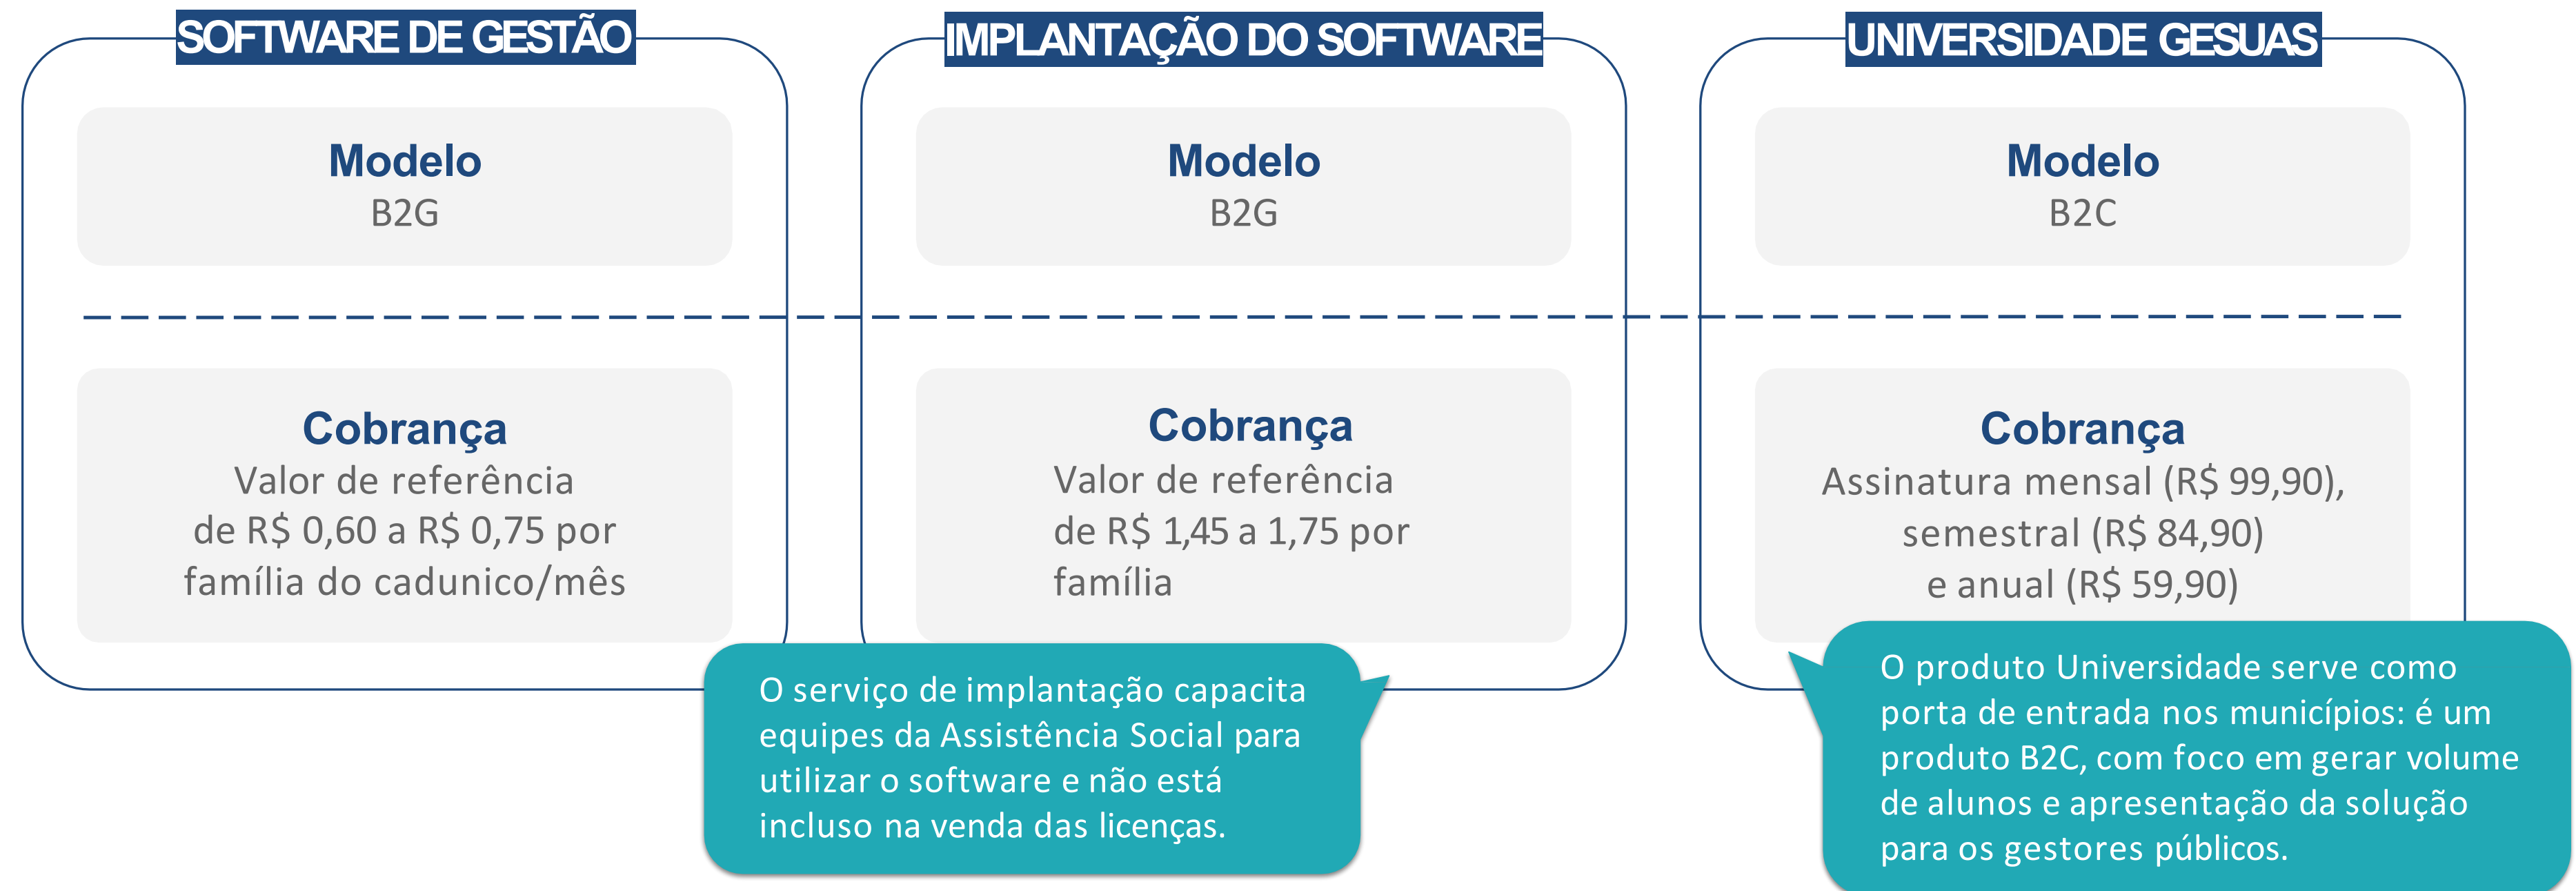 SOFTWARE DE GESTÃO
Modelo
B2G
Cobrança
Valor de referência
de R$ 0,60 a R$ 0,75 por
família do cadunico/mês
IMPLANTAÇÃO DO SOFTWARE
Modelo
B2G
Cobrança
Valor de referência
de R$ 1,45 a 1,75 por
família
O serviço de implantação capacita
equipes da Assistência Social para
utilizar o software e não está
incluso na venda das licenças.
UNIVERSIDADE GESUAS
Modelo
B2C
Cobrança
Assinatura mensal (R$ 99,90),
semestral (R$ 84,90)
e anual (R$ 59,90)
O produto Universidade serve como
porta de entrada nos municípios: é um
produto B2C, com foco em gerar volume
de alunos e apresentação da solução
para os gestores públicos.